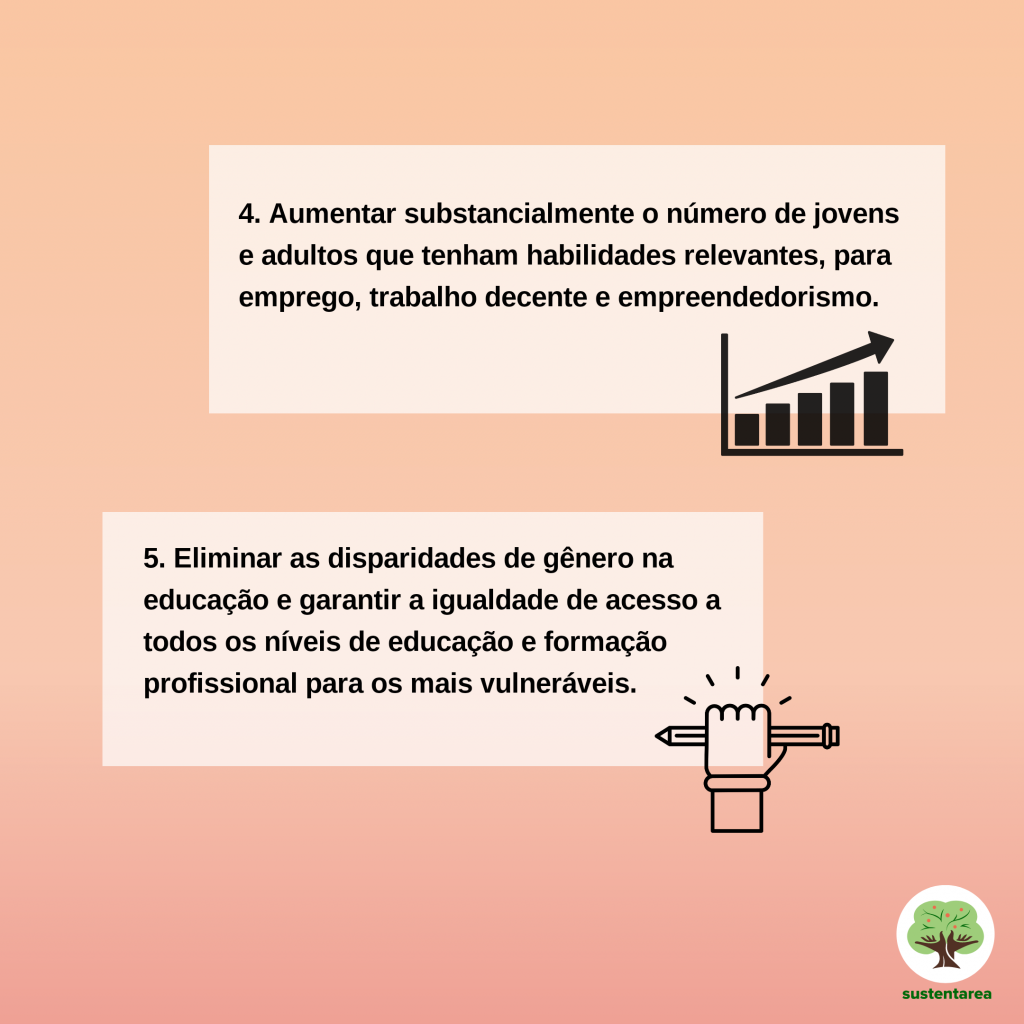 4. Aumentar substancialmente o número de jovens
e adultos que tenham habilidades relevantes, para
emprego, trabalho decente e empreendedorismo.
5. Eliminar as disparidades de gênero na
educação e garantir a igualdade de acesso a
todos os níveis de educação e formação
profissional para os mais vulneráveis.
sustentarea